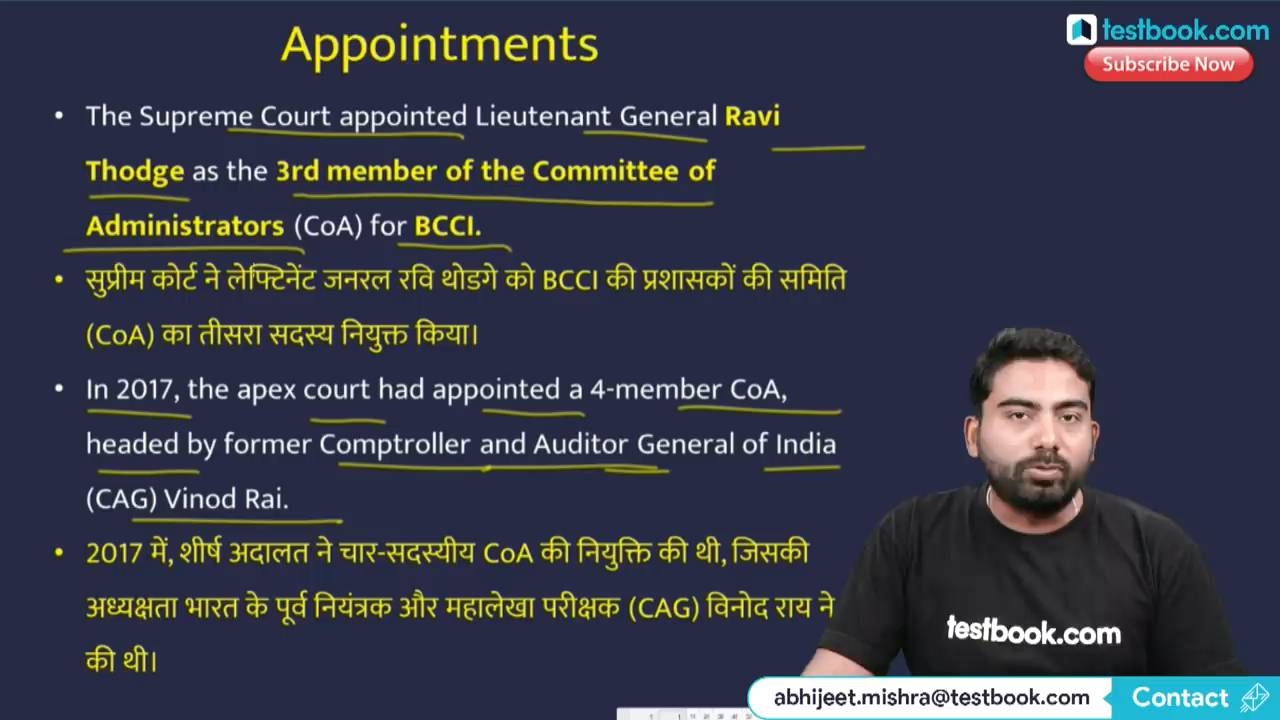 Appointments
testbook.com
Subscribe Now
• The Supreme Court appointed Lieutenant General Ravi
Thodge as the 3rd member of the Committee of
Administrators (CoA) for BCCI.
• सुप्रीम कोर्ट ने लेफ्टिनेंट जनरल रवि थोडगे को BCCI की प्रशासकों की समिति
(CoA) का तीसरा सदस्य नियुक्त किया।
• In 2017, the apex court had appointed a 4-member CoA,
headed by former Comptroller and Auditor General of India
(CAG) Vinod Rai.
• 2017 में, शीर्ष अदालत ने चार-सदस्यीय CoA की नियुक्ति की थी, जिसकी
अध्यक्षता भारत के पूर्व नियंत्रक और महालेखा परीक्षक (CAG) विनोद राय ने
की थी।
testbook.com
abhijeet.mishra@testbook.com
Contact